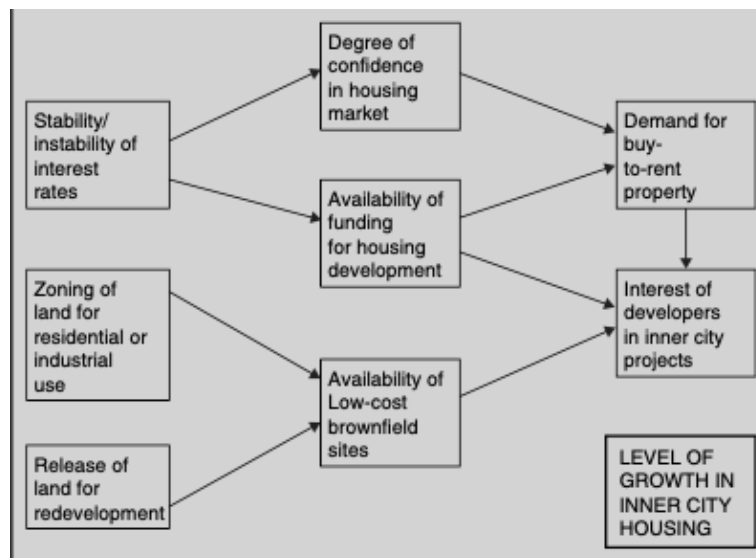 Degree of
confidence
in housing
market
Stability/
instability of
interest
rates
Demand for
buy-
to-rent
property
Availability of
funding
for housing
development
Zoning of
land for
residential or
industrial
use
Interest of
developers
in inner city
projects
Availability of
Low-cost
brownfield
sites
Release of
land for
redevelopment
LEVEL OF
GROWTH IN
INNER CITY
HOUSING